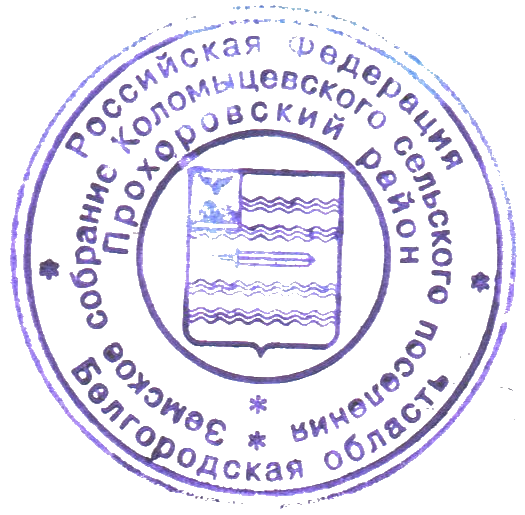 Российская Федерация
Белгородская область
Земское собрание Коломыцевского сельского поселения
Прохоровский район